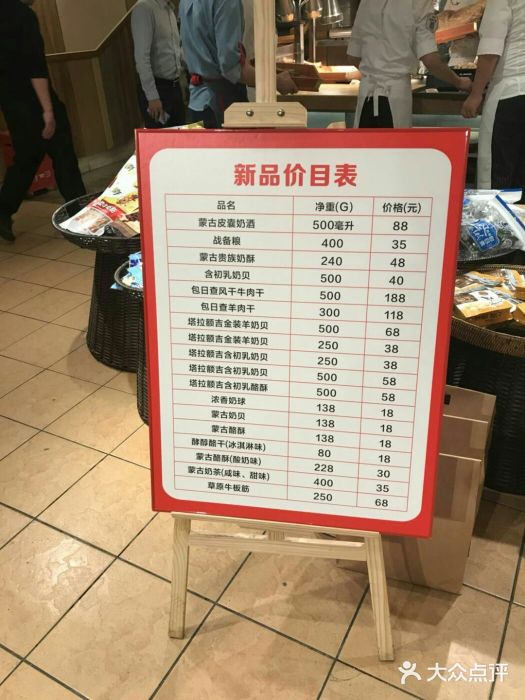 新品价目表
品名 净重(G) 价格(元)
蒙古皮囊奶酒 500毫升 88
战备粮 400 35
蒙古贵族奶酥 240 48
含初乳奶贝 500 40
包日查风干牛肉干 500 188
包日查羊肉干 300 118
塔拉额吉金装羊奶贝 500 68
塔拉额吉金装羊奶贝 250 38
塔拉额吉含初乳奶贝 250 38
塔拉额吉含初乳奶贝 500 58
塔拉额吉含初乳酪酥 500 58
浓香奶球 138 18
蒙古奶贝 138 18
蒙古酪酥 138 18
酵醇酪干(冰淇淋味) 80 18
蒙古酪酥(酸奶味) 228 30
蒙古奶茶(咸味、甜味) 400 35
草原牛板筋 250 68
大众点评